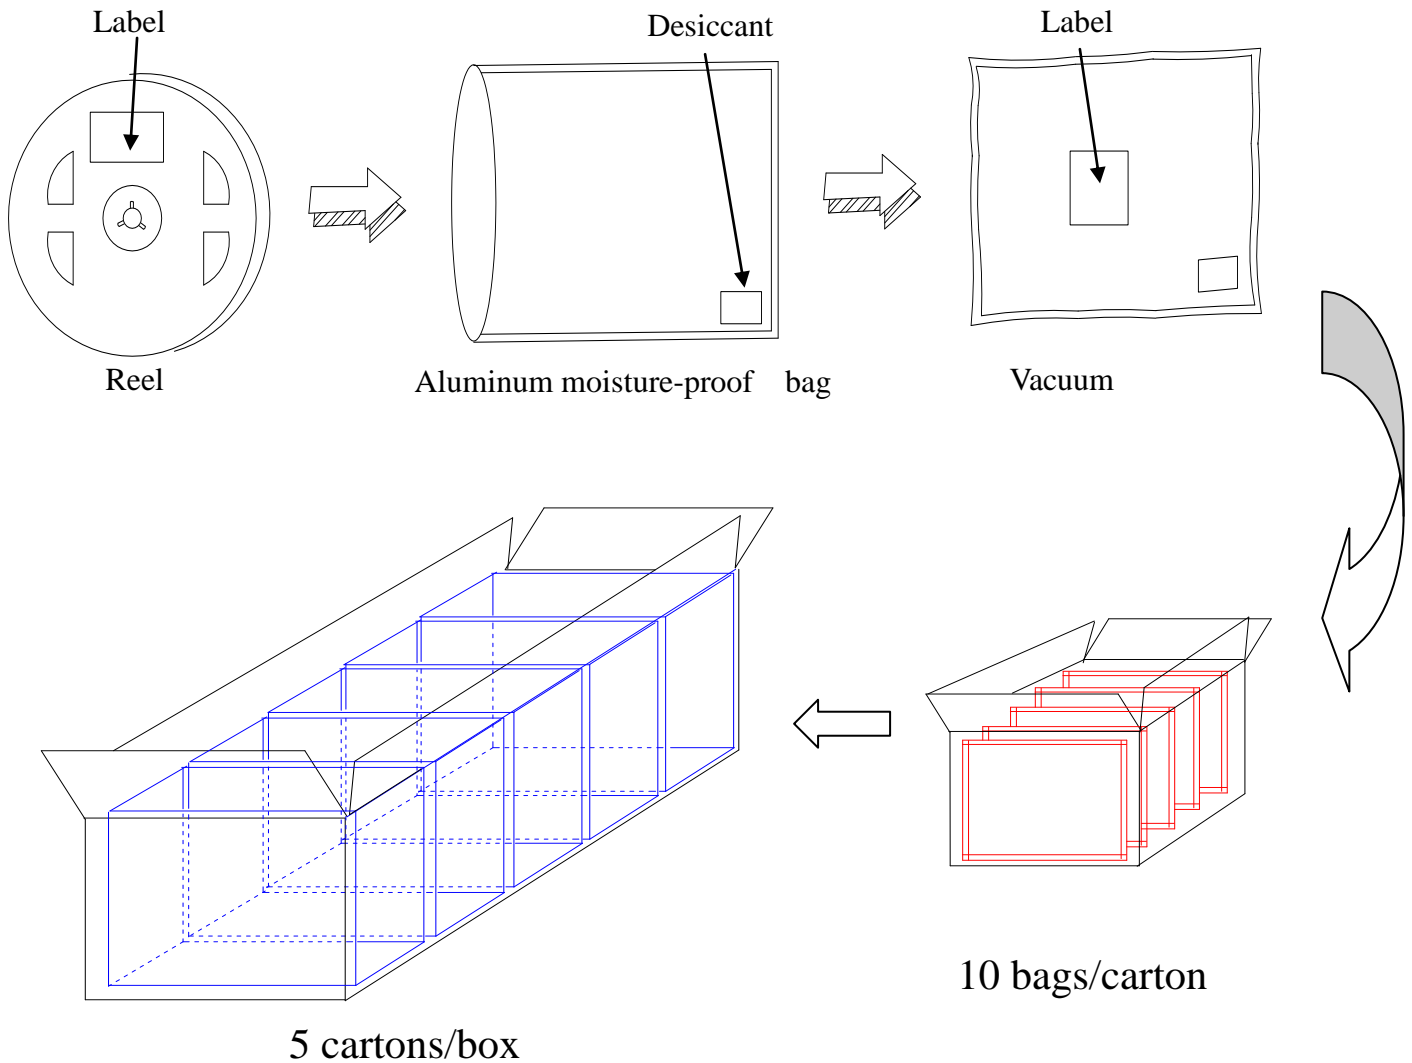 Label
Desiccant
Label
Reel
Aluminum moisture-proof bag
Vacuum
10 bags/carton
5 cartons/box